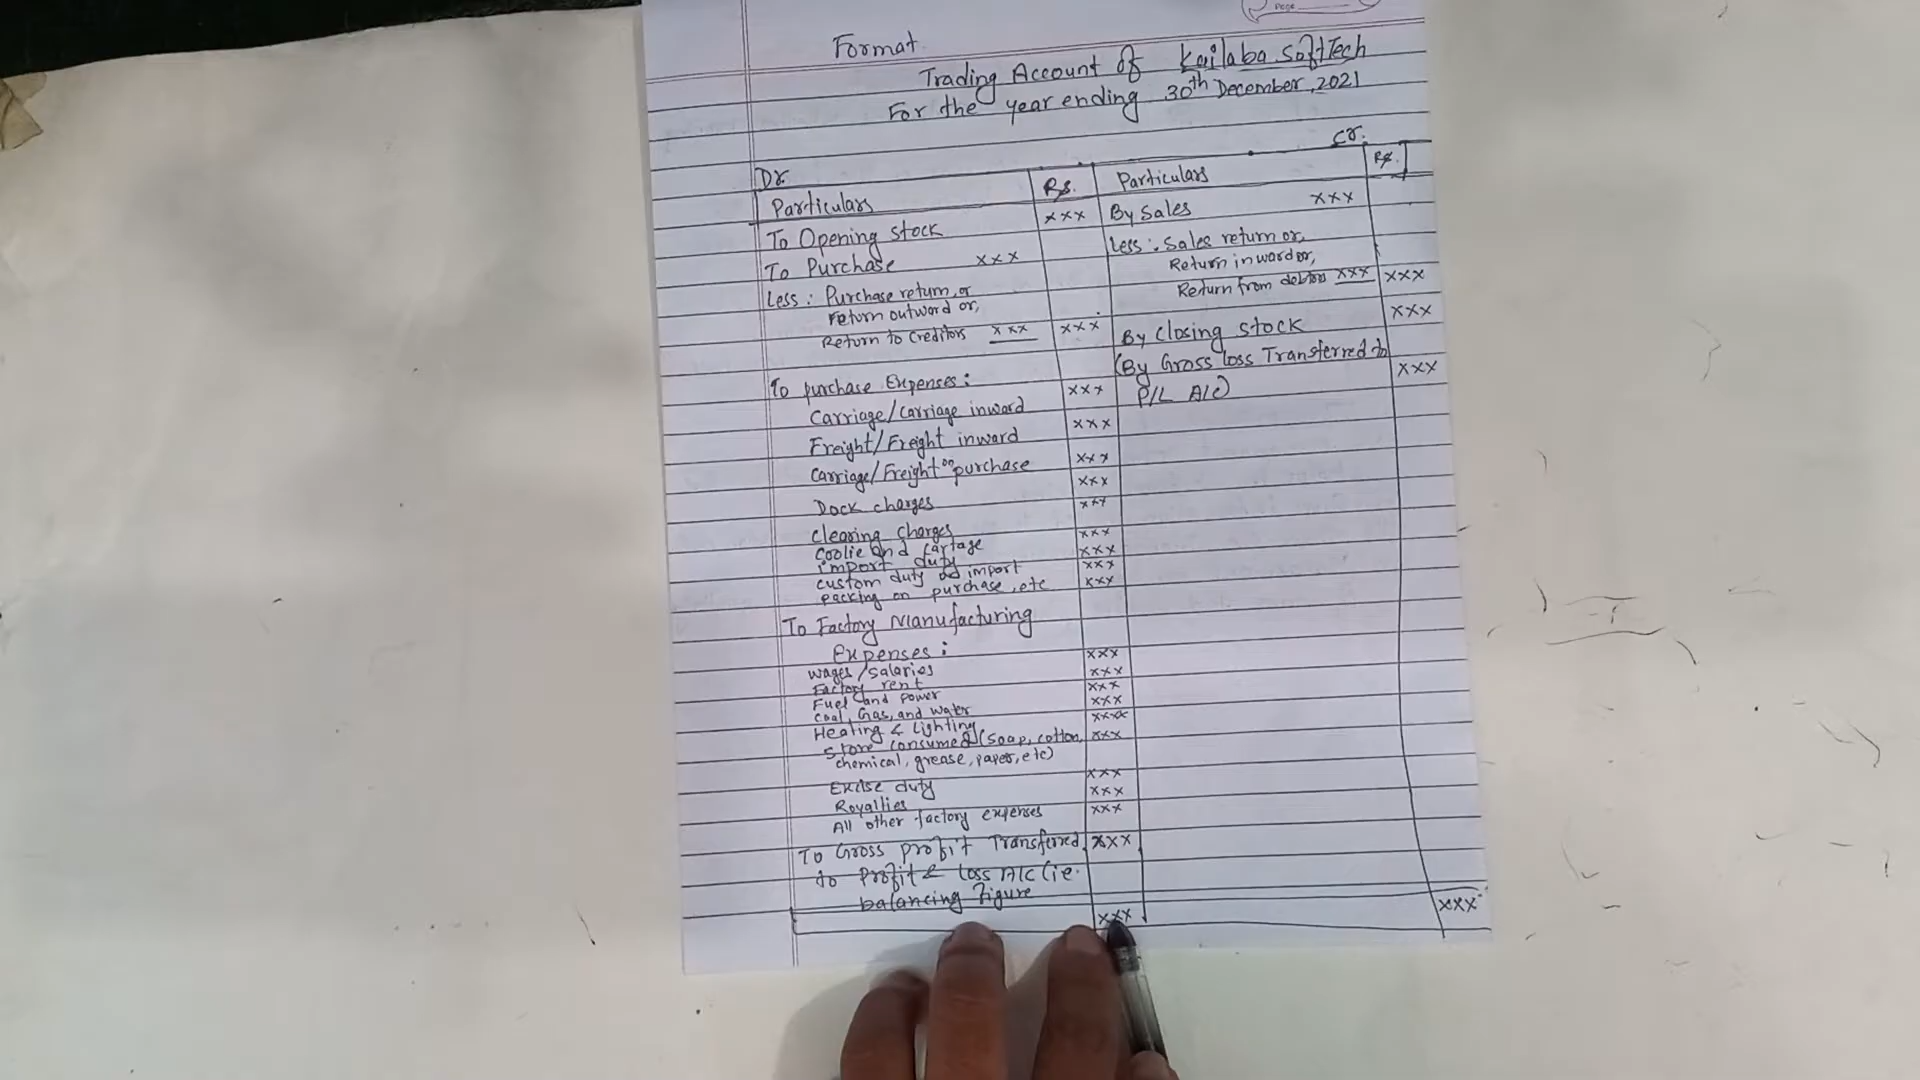 Page
Format
Trading Account of Kailaba SoftTech
For the year ending 30th December, 2021
Dr. Cr.
Particulars Rs. Particulars Rs.
To Opening Stock xxx By Sales xxx
To Purchase xxx Less: Sales return or,
Less: Purchase return, or Return inward or,
return outward or, Return from debtors xxx xxx
Return to Creditors xxx xxx By Closing Stock xxx
To purchase Expenses: (By Gross loss Transferred to
Carriage/Carriage inward xxx P/L A/C) xxx
Freight/Freight inward xxx
Carriage/Freight on purchase xxx
Dock charges xxx
Clearing charges xxx
Coolie and Cartage xxx
import duty xxx
custom duty import xxx
packing on purchase, etc xxx
To Factory Manufacturing
Expenses:
Wages/Salaries xxx
Factory rent xxx
Fuel and Power xxx
Coal, Gas, and Water xxx
Heating & Lighting xxx
Store Consumed (Soap, cotton, xxx
chemical, grease, paper, etc)
Excise duty xxx
Royalties xxx
All other factory expenses xxx
To Gross profit Transferred xxx
to Profit & Loss A/C (i.e.
balancing figure
xxx xxx